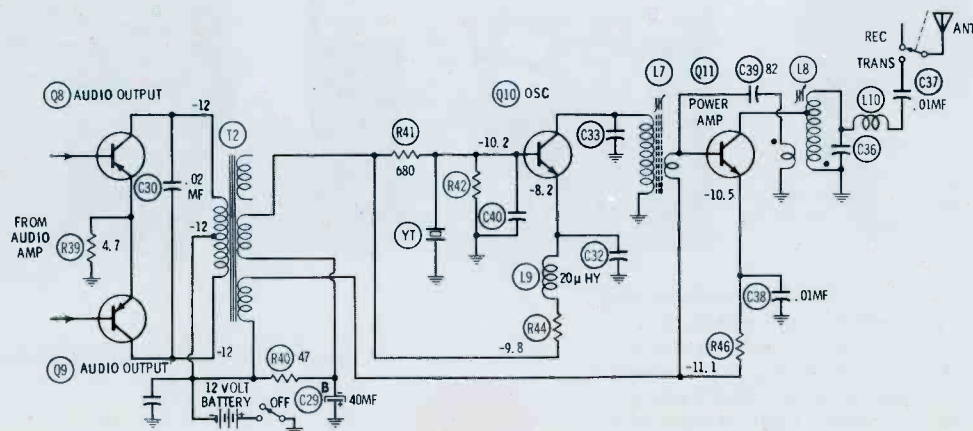 REC
ANT
TRANS
C37
.01MF
L10
C36
L8
C39 82
Q11
POWER AMP
L7
-10.5
C38 .01MF
R46
-11.1
C33
Q10 OSC
-10.2
-8.2
C32
L9 20µ HY
R44
-9.8
R41
680
R42
C40
YT
Q8 AUDIO OUTPUT
-12
C30 .02 MF
T2
-12
FROM AUDIO AMP
R39 4.7
-12
Q9 AUDIO OUTPUT
R40 47
B
C29 40MF
12 VOLT BATTERY
OFF